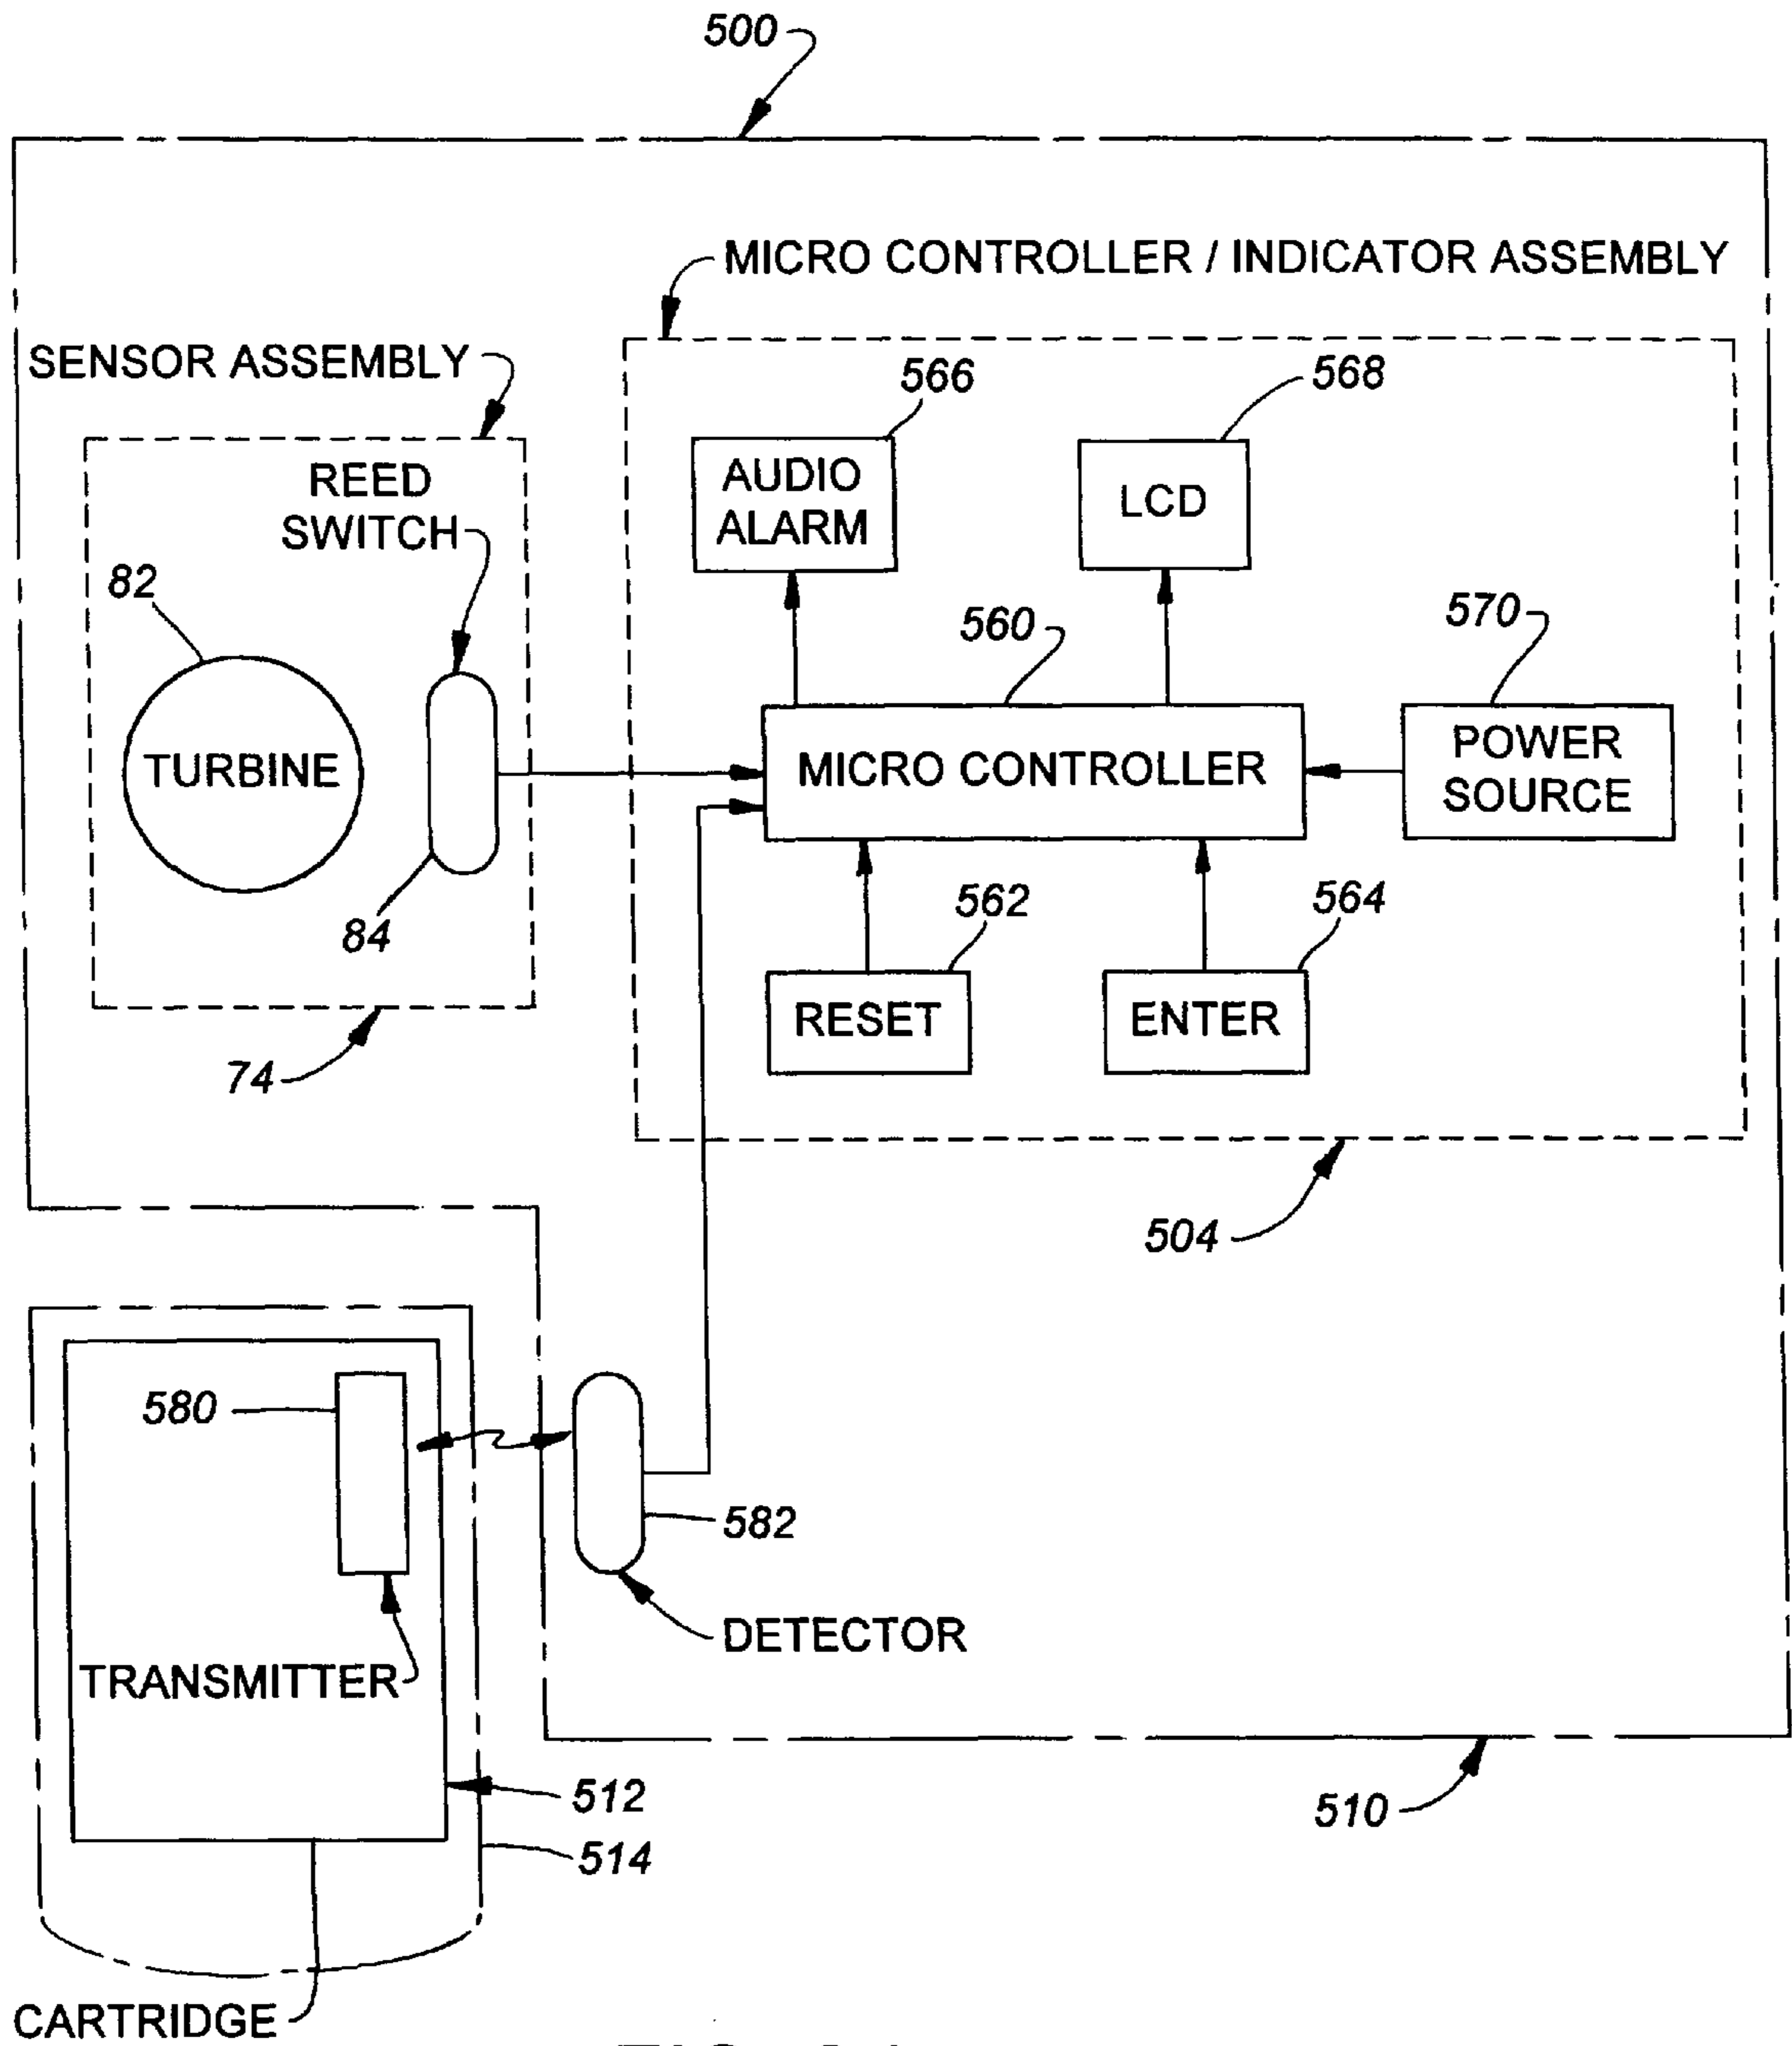 500
MICRO CONTROLLER / INDICATOR ASSEMBLY
SENSOR ASSEMBLY
566
568
REED
SWITCH
AUDIO
ALARM
LCD
82
560
570
TURBINE
MICRO CONTROLLER
POWER
SOURCE
84
562
564
RESET
ENTER
74
504
580
582
DETECTOR
TRANSMITTER
512
510
514
CARTRIDGE